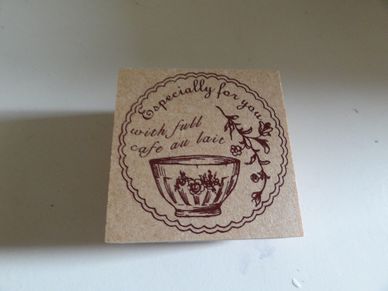 Especially for you
with full
cafe au lait